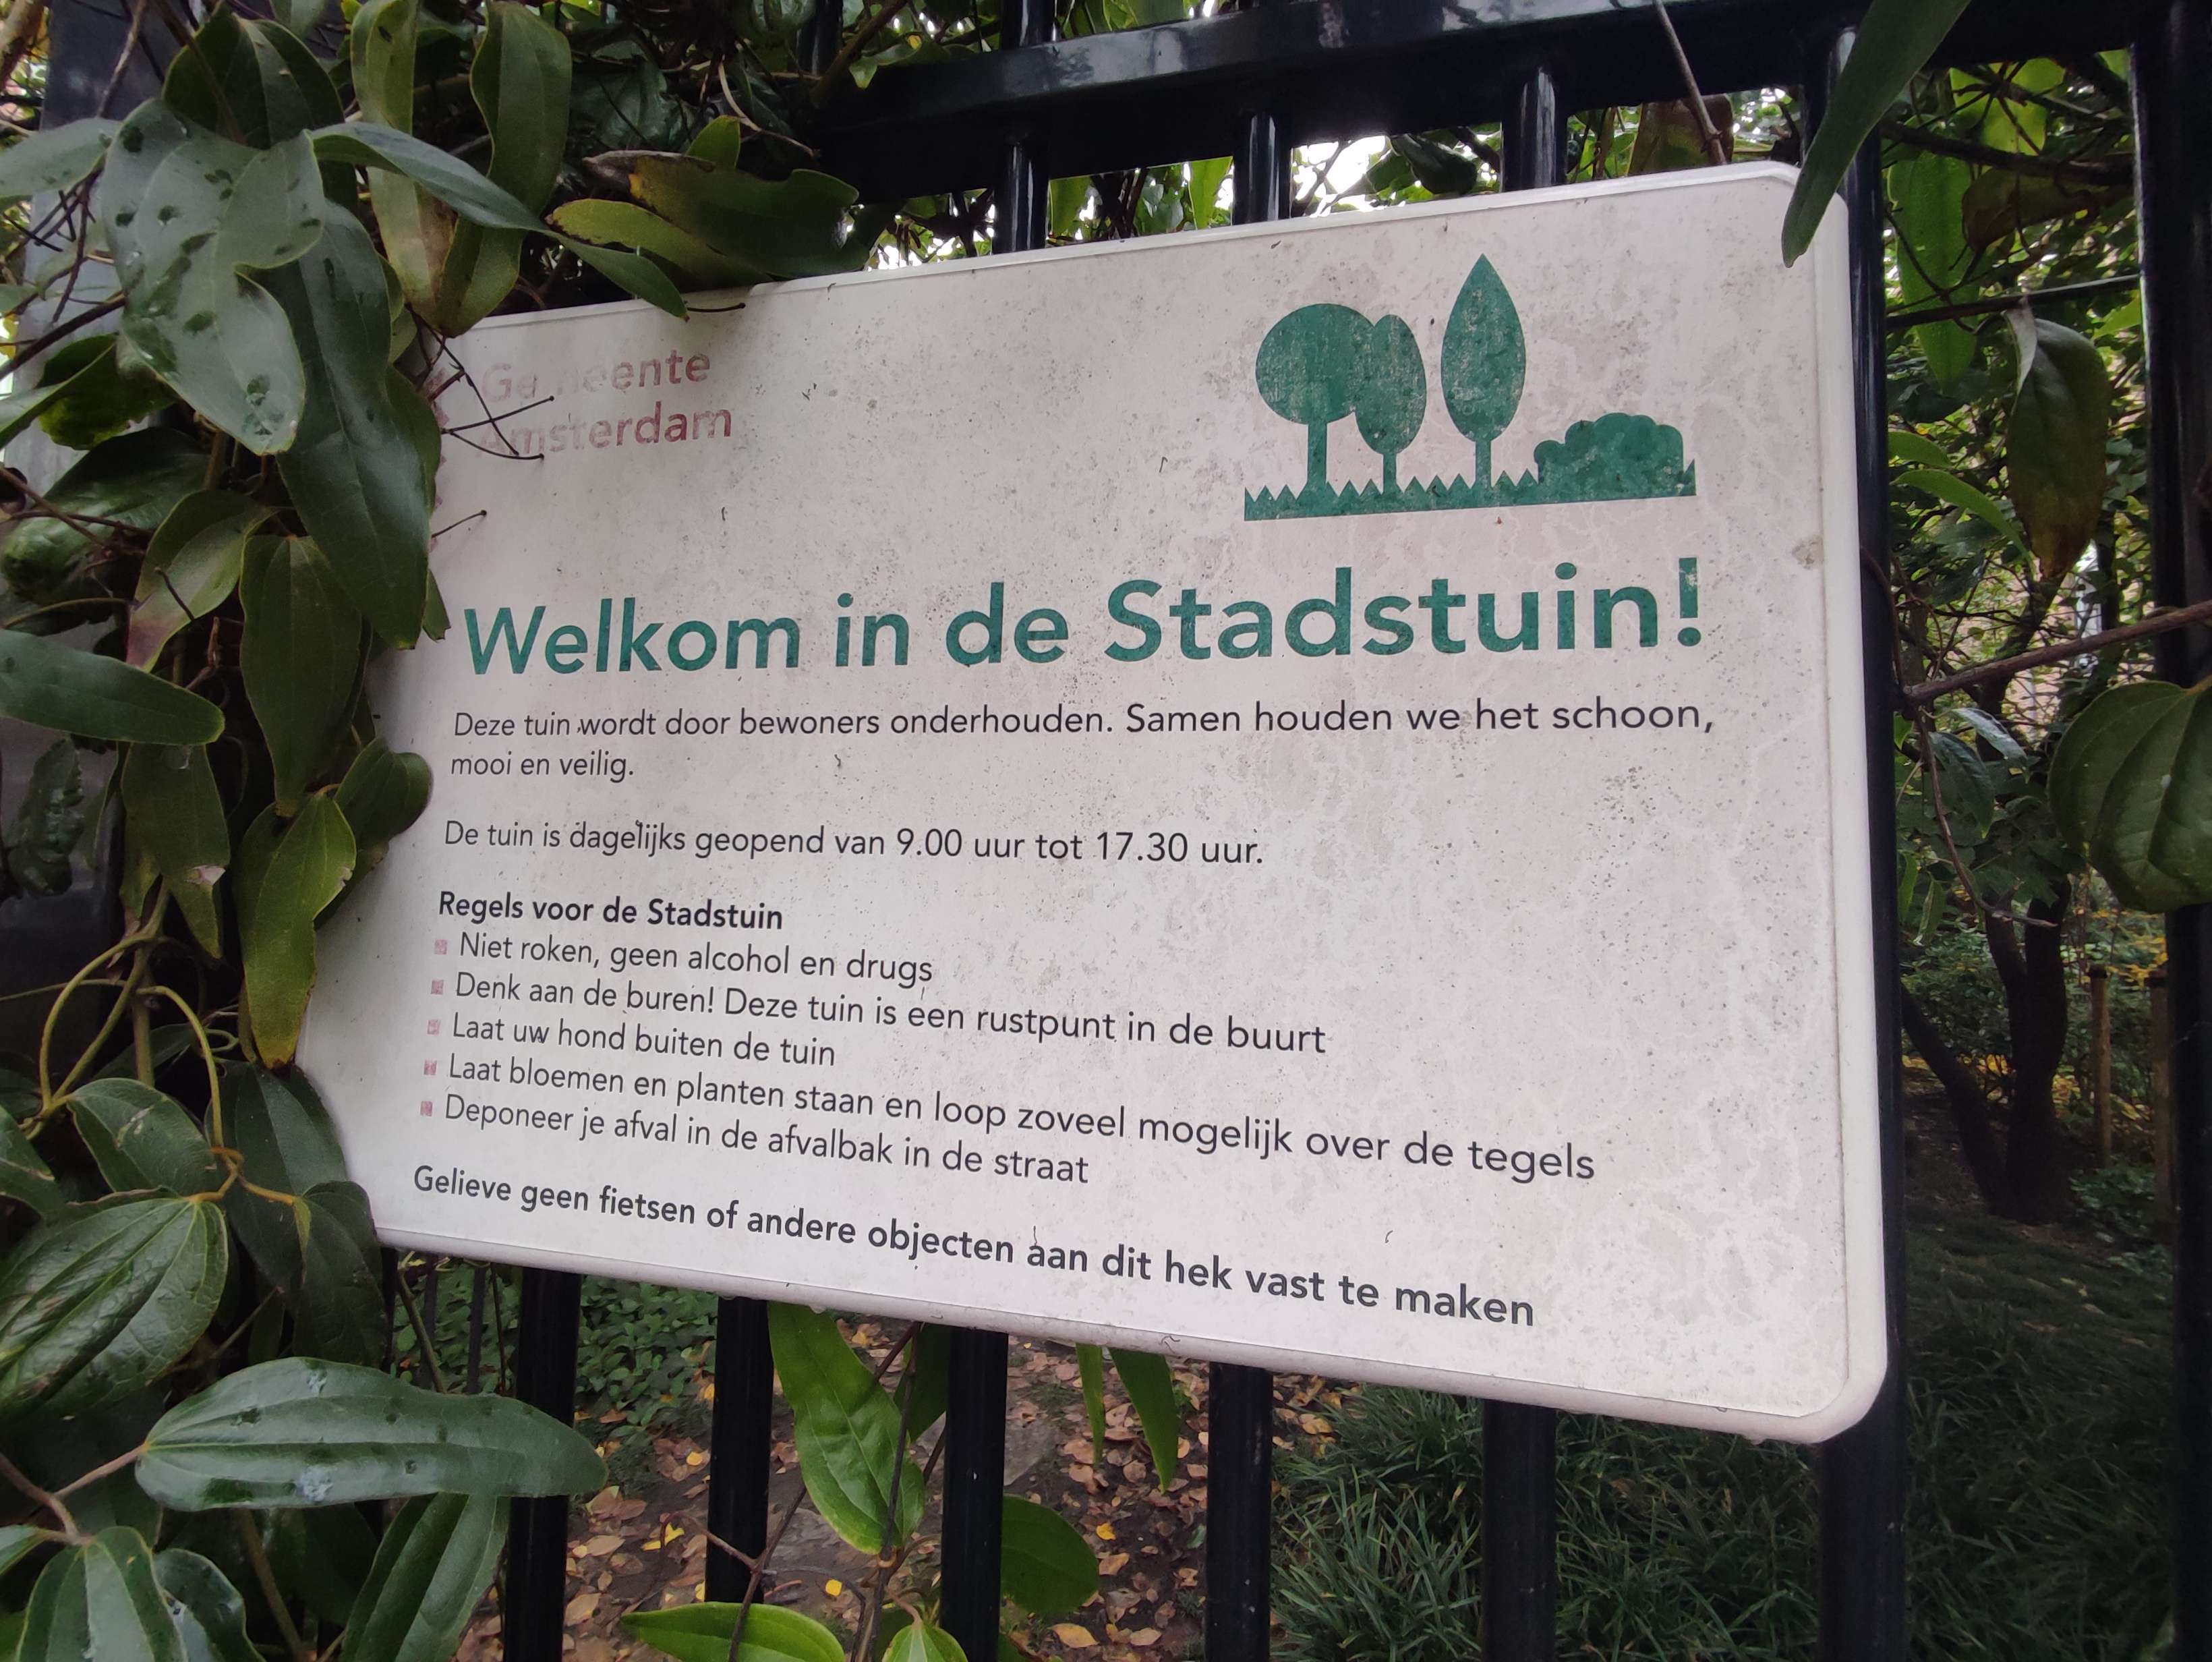 Gemeente
Amsterdam
Welkom in de Stadstuin!
Deze tuin wordt door bewoners onderhouden. Samen houden we het schoon,
mooi en veilig.
De tuin is dagelijks geopend van 9.00 uur tot 17.30 uur.
Regels voor de Stadstuin
Niet roken, geen alcohol en drugs
Denk aan de buren! Deze tuin is een rustpunt in de buurt
Laat uw hond buiten de tuin
Laat bloemen en planten staan en loop zoveel mogelijk over de tegels
Deponeer je afval in de afvalbak in de straat
Gelieve geen fietsen of andere objecten aan dit hek vast te maken